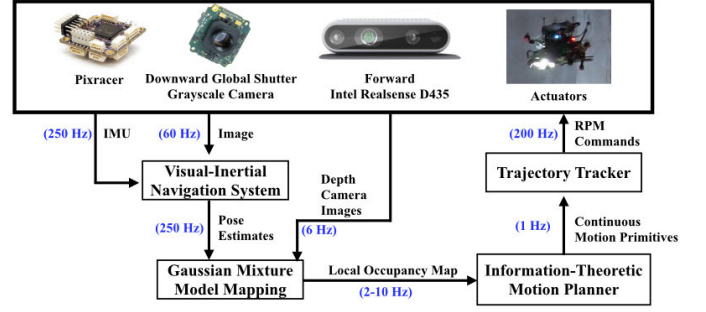 Pixracer
Downward Global Shutter
Grayscale Camera
Forward
Intel Realsense D435
Actuators
(250 Hz)
IMU
(60 Hz)
Image
(200 Hz)
RPM
Commands
Visual-Inertial
Navigation System
Depth
Camera
Images
Trajectory Tracker
(250 Hz)
Pose
Estimates
(6 Hz)
(1 Hz)
Continuous
Motion Primitives
Gaussian Mixture
Model Mapping
Local Occupancy Map
(2-10 Hz)
Information-Theoretic
Motion Planner